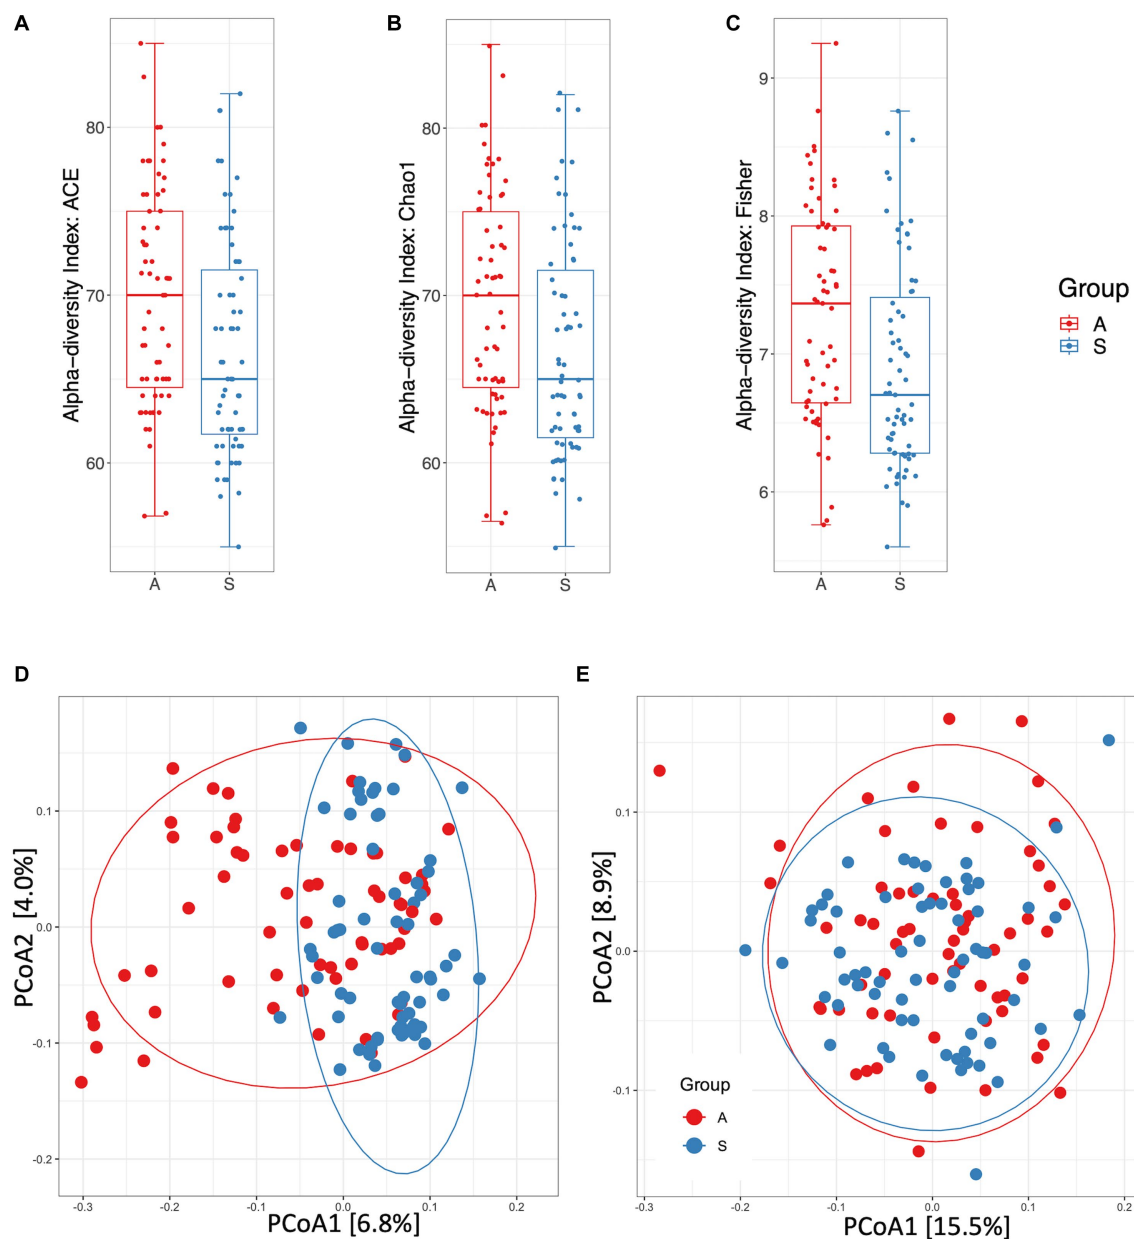 A
B
C
Alpha−diversity Index: ACE
80
70
60
A
S
Alpha−diversity Index: Chao1
80
70
60
A
S
Alpha−diversity Index: Fisher
9
8
7
6
A
S
Group
A
S
D
PCoA2 [4.0%]
0.1
0.0
-0.1
-0.2
-0.3
-0.2
-0.1
0.0
0.1
0.2
PCoA1 [6.8%]
E
PCoA2 [8.9%]
0.1
0.0
-0.1
Group
A
S
-0.3
-0.2
-0.1
0.0
0.1
0.2
PCoA1 [15.5%]